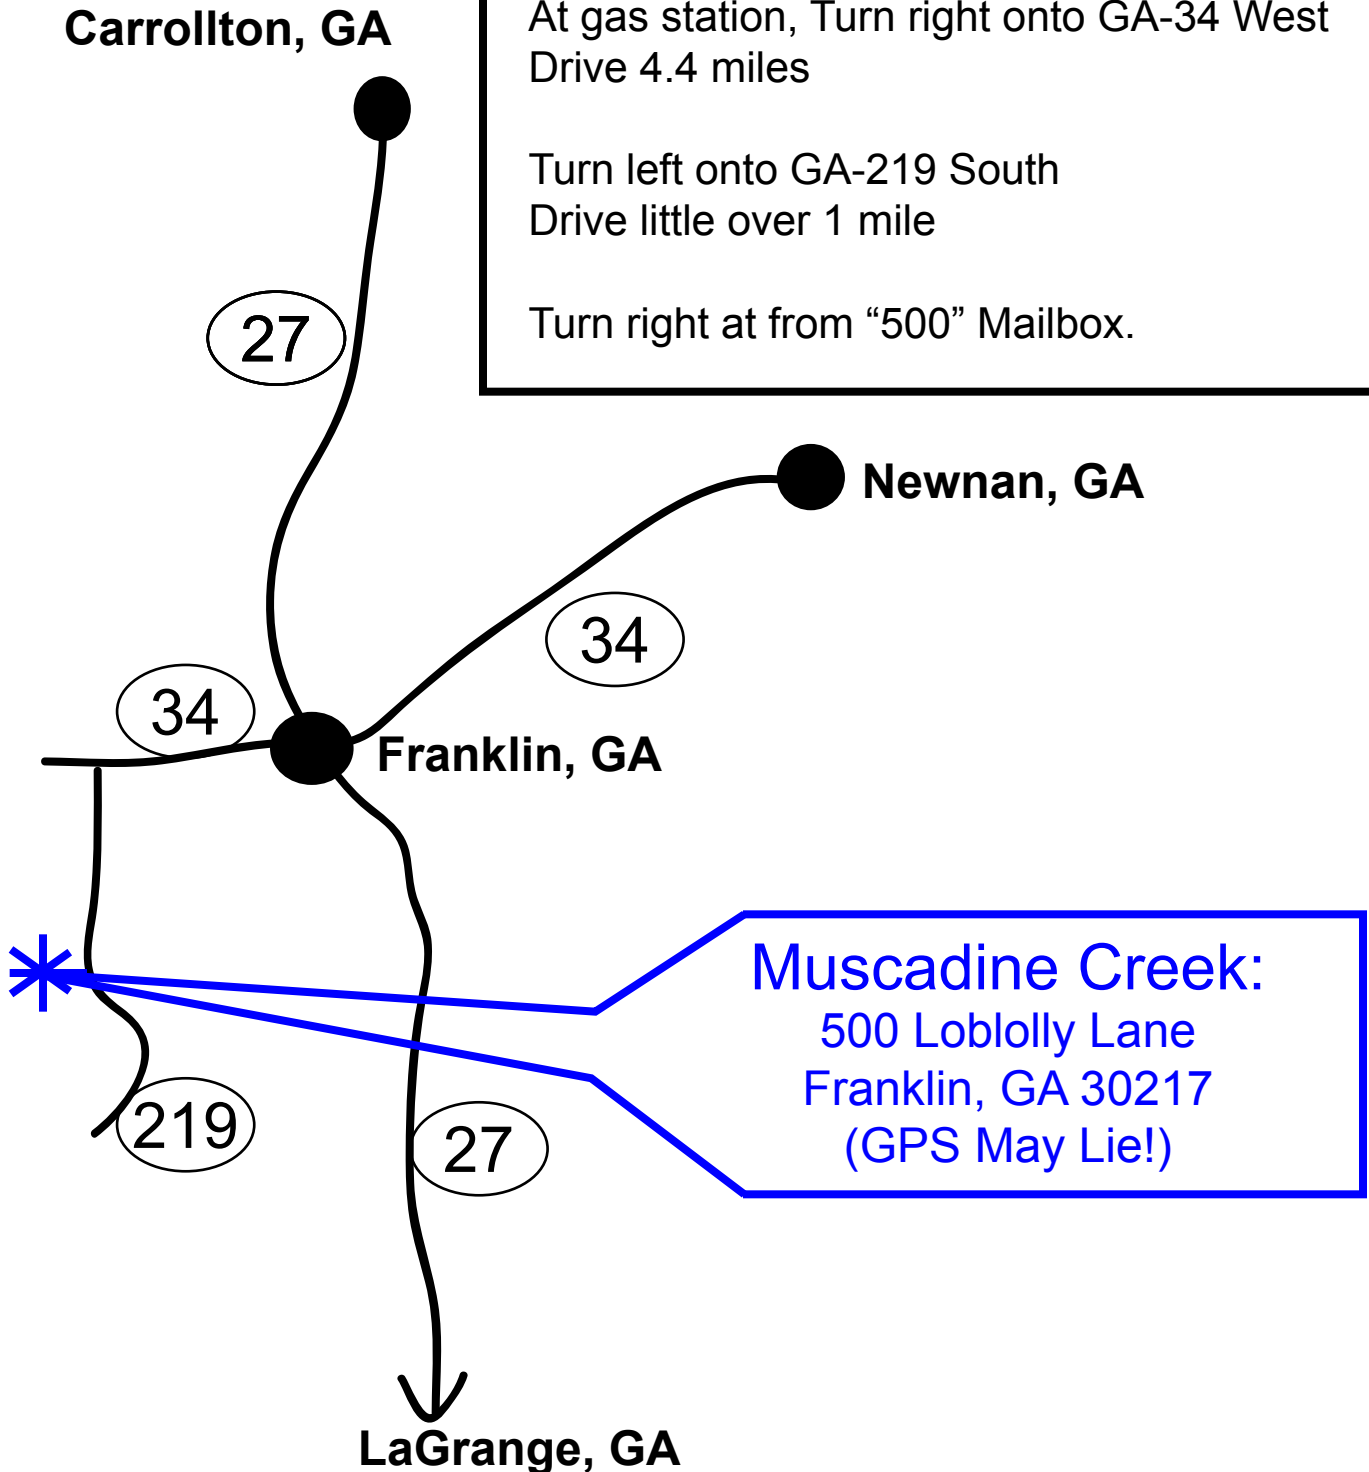 Carrollton, GA
At gas station, Turn right onto GA-34 West
Drive 4.4 miles
Turn left onto GA-219 South
Drive little over 1 mile
Turn right at from “500” Mailbox.
27
Newnan, GA
34
34
Franklin, GA
Muscadine Creek:
500 Loblolly Lane
Franklin, GA 30217
(GPS May Lie!)
219
27
LaGrange, GA